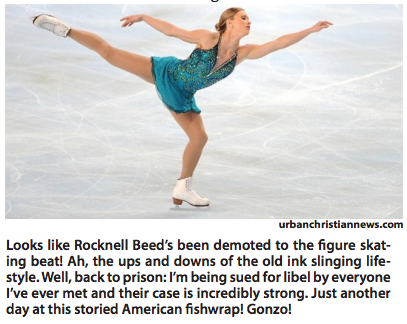 urbanchristiannews.com
Looks like Rocknell Beed's been demoted to the figure skat-
ing beat! Ah, the ups and downs of the old ink slinging life-
style. Well, back to prison: I'm being sued for libel by everyone
I've ever met and their case is incredibly strong. Just another
day at this storied American fishwrap! Gonzo!